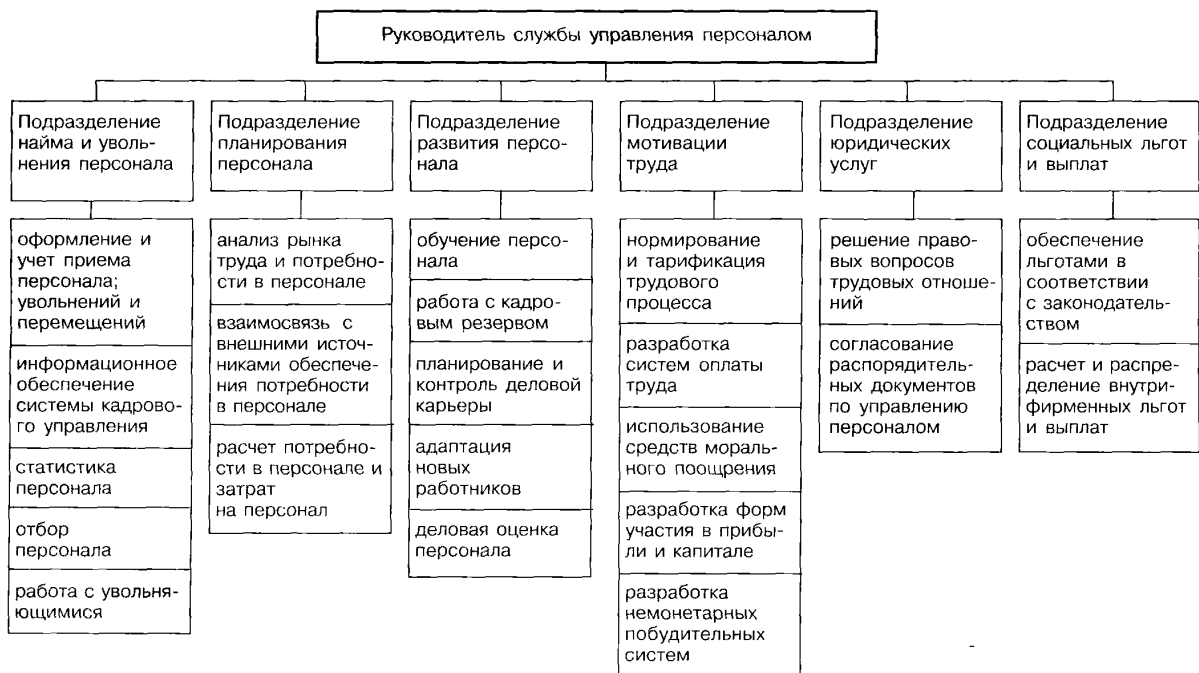 Руководитель службы управления персоналом
Подразделение
найма и уволь-
нения персонала
Подразделение
планирования
персонала
Подразделение
развития персо-
нала
Подразделение
мотивации
труда
Подразделение
юридических
услуг
Подразделение
социальных льгот
и выплат
оформление и
учет приема
персонала;
увольнений и
перемещений
информационное
обеспечение
системы кадрово-
го управления
статистика
персонала
отбор
персонала
работа с увольня-
ющимися
анализ рынка
труда и потребно-
сти в персонале
взаимосвязь с
внешними источ-
никами обеспече-
ния потребности
в персонале
расчет потребно-
сти в персонале и
затрат
на персонал
обучение персо-
нала
работа с кадро-
вым резервом
планирование и
контроль деловой
карьеры
адаптация
новых
работников
деловая оценка
персонала
нормирование
и тарификация
трудового
процесса
разработка
систем оплаты
труда
использование
средств мораль-
ного поощрения
разработка форм
участия в прибы-
ли и капитале
разработка
немонетарных
побудительных
систем
решение право-
вых вопросов
трудовых отноше-
ний
согласование
распорядитель-
ных документов
по управлению
персоналом
обеспечение
льготами в
соответствии
с законодатель-
ством
расчет и распре-
деление внутри-
фирменных льгот
и выплат